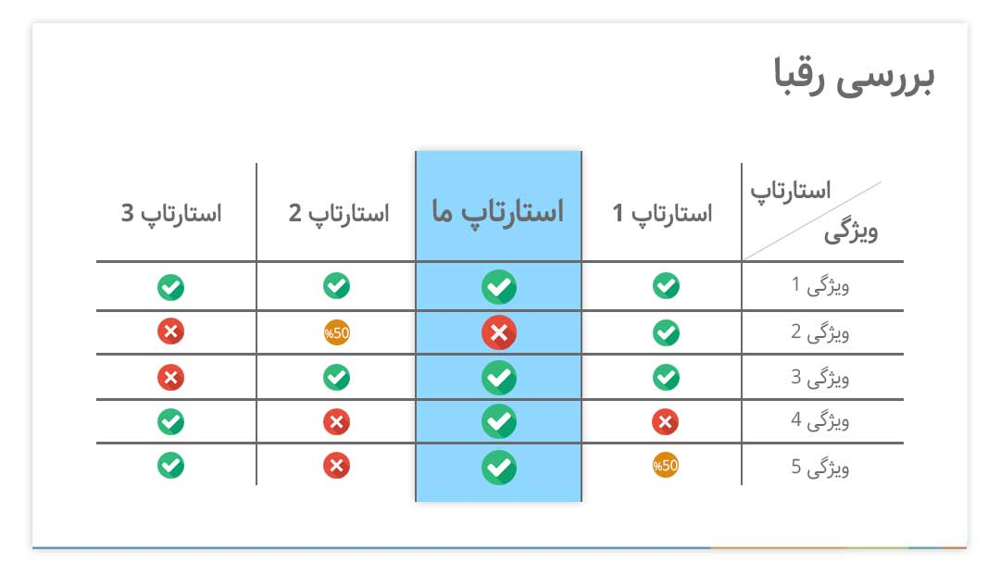 بررسی رقبا
استارتاپ
ویژگی
استارتاپ 1
استارتاپ ما
استارتاپ 2
استارتاپ 3
ویژگی 1
ویژگی 2
%50
ویژگی 3
ویژگی 4
ویژگی 5
%50